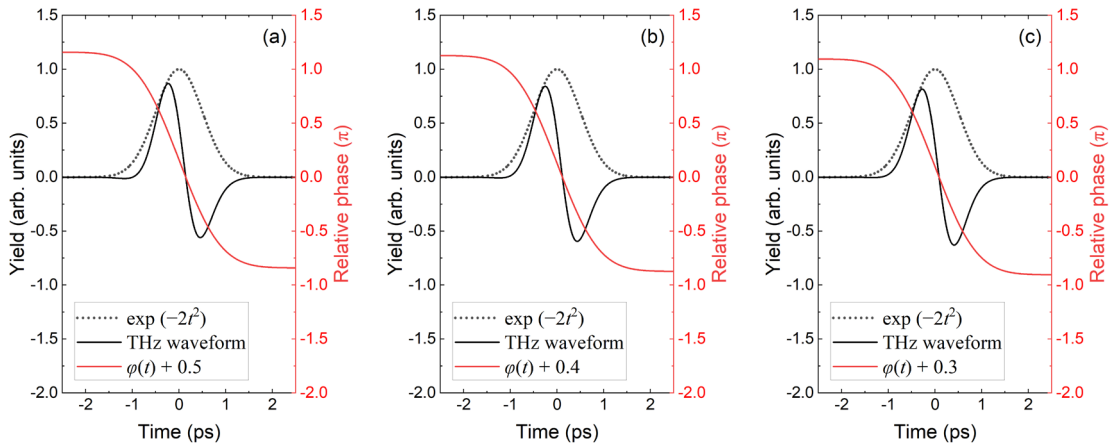 (a)
1.5
1.0
0.5
0.0
-0.5
-1.0
-1.5
-2.0
Yield (arb. units)
1.5
1.0
0.5
0.0
-0.5
-1.0
-1.5
-2.0
Relative phase (π)
exp (−2t²)
THz waveform
φ(t) + 0.5
-2 -1 0 1 2
Time (ps)
(b)
1.5
1.0
0.5
0.0
-0.5
-1.0
-1.5
-2.0
Yield (arb. units)
1.5
1.0
0.5
0.0
-0.5
-1.0
-1.5
-2.0
Relative phase (π)
exp (−2t²)
THz waveform
φ(t) + 0.4
-2 -1 0 1 2
Time (ps)
(c)
1.5
1.0
0.5
0.0
-0.5
-1.0
-1.5
-2.0
Yield (arb. units)
1.5
1.0
0.5
0.0
-0.5
-1.0
-1.5
-2.0
Relative phase (π)
exp (−2t²)
THz waveform
φ(t) + 0.3
-2 -1 0 1 2
Time (ps)